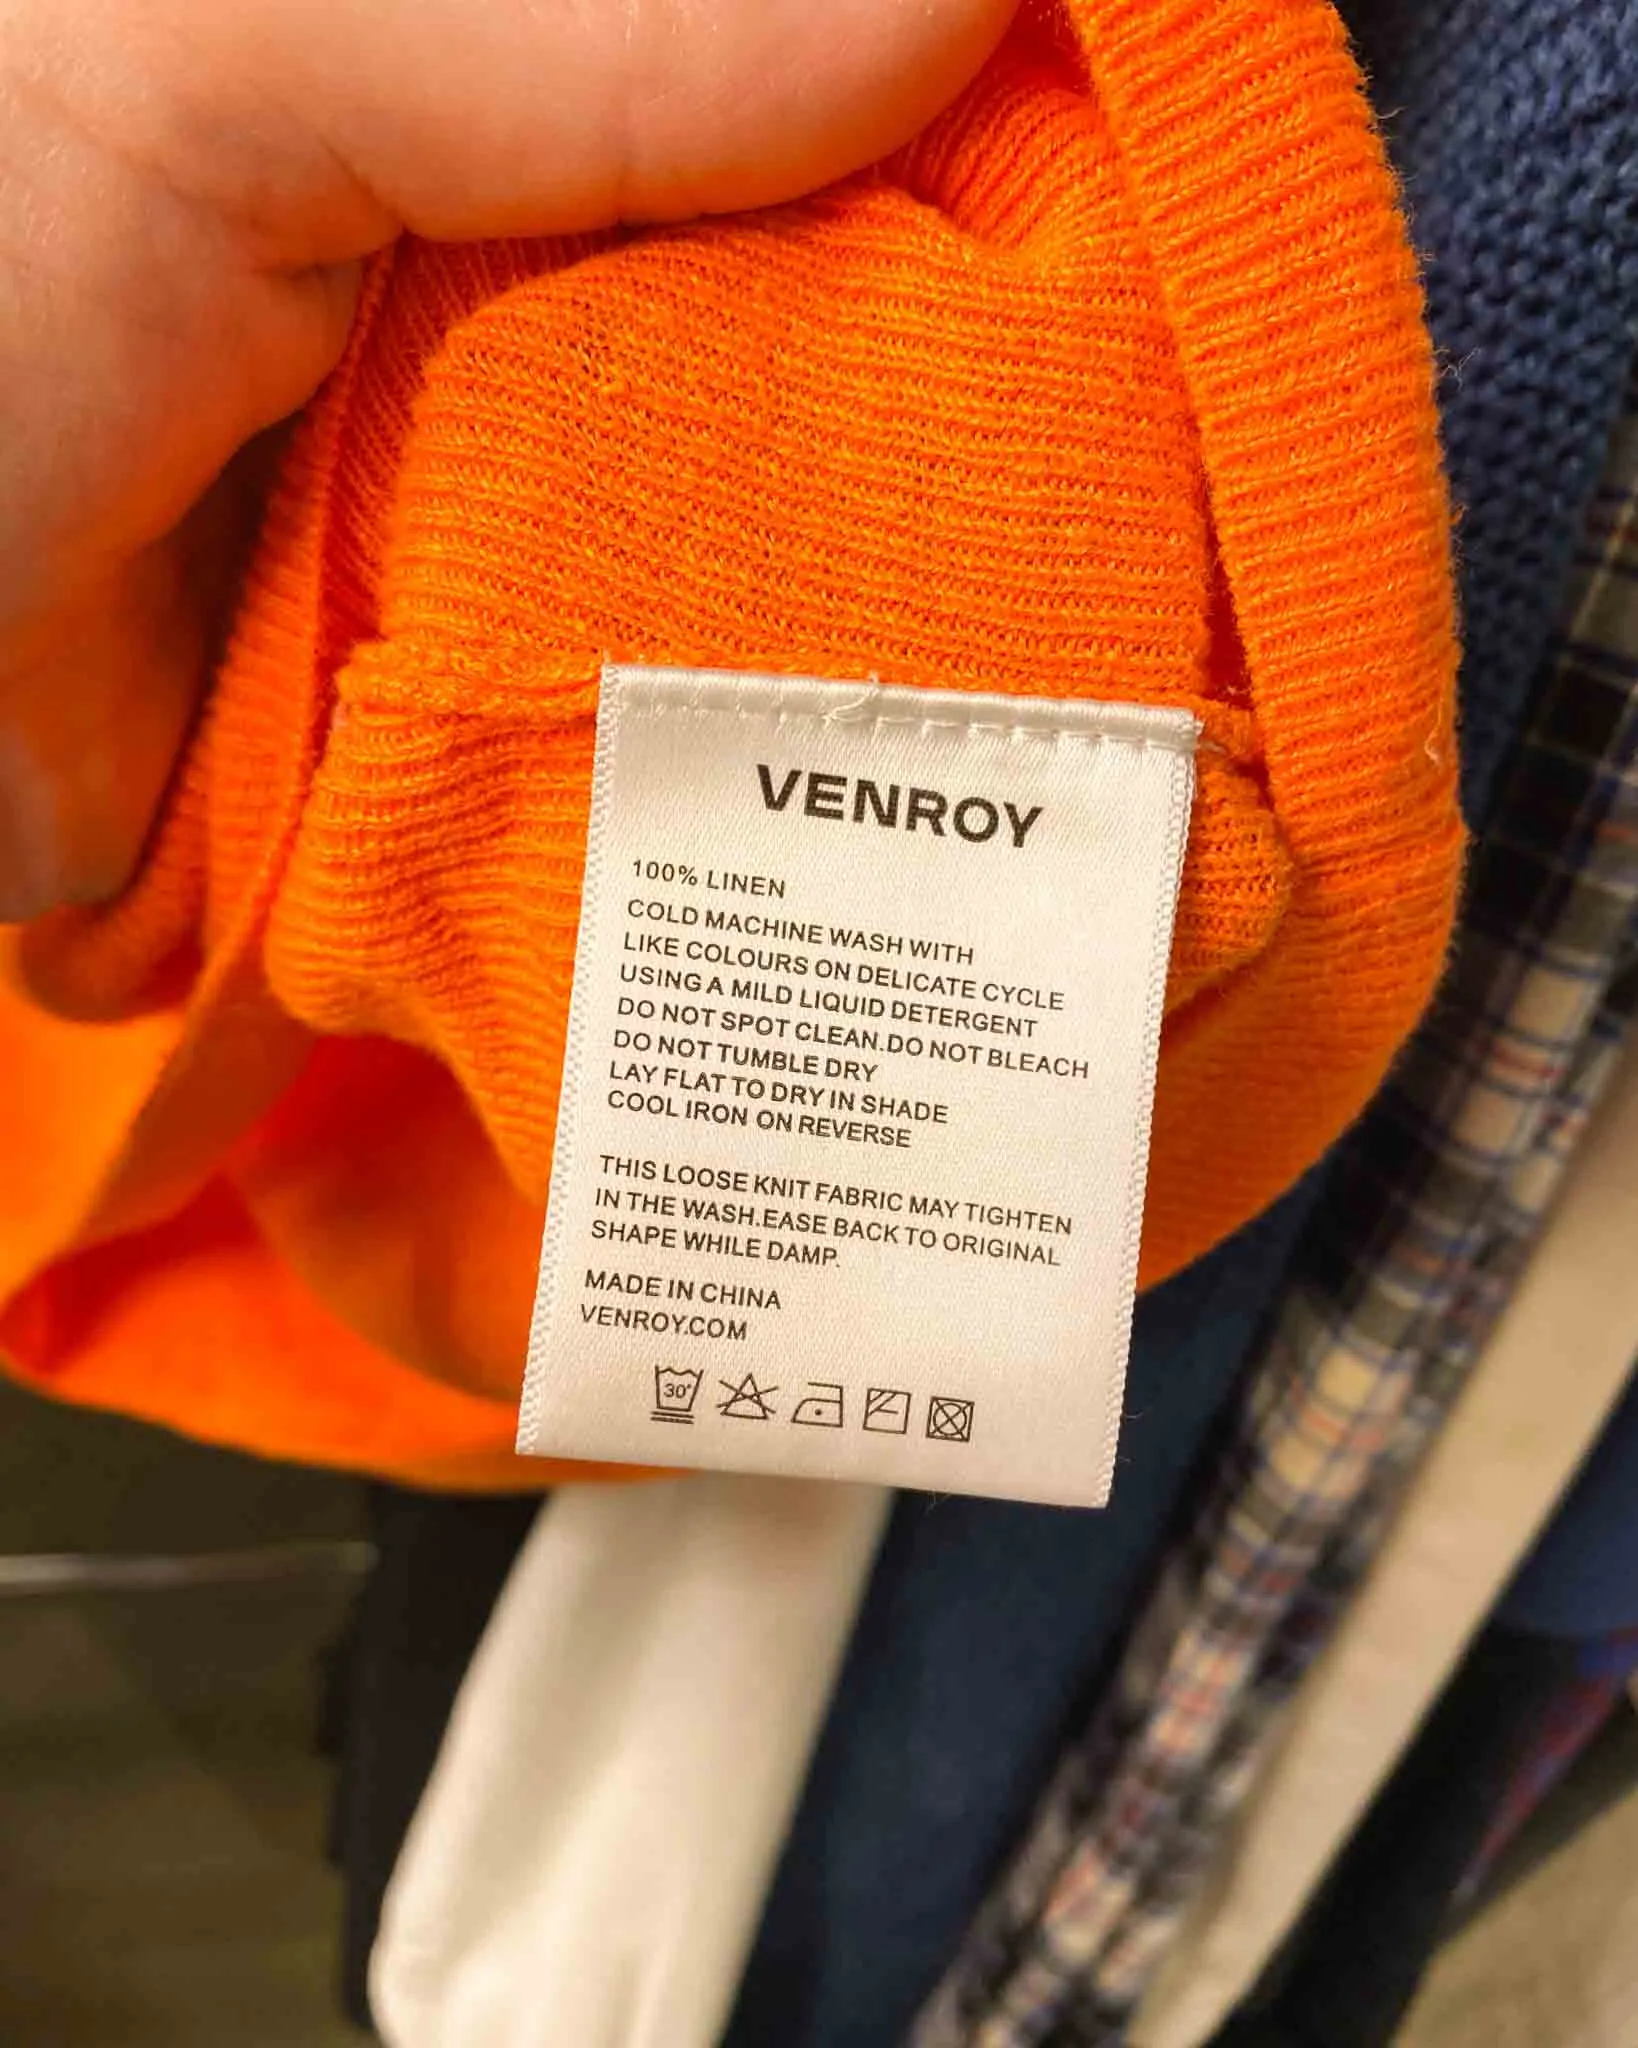 VENROY
100% LINEN
COLD MACHINE WASH WITH
LIKE COLOURS ON DELICATE CYCLE
USING A MILD LIQUID DETERGENT
DO NOT SPOT CLEAN.DO NOT BLEACH
DO NOT TUMBLE DRY
LAY FLAT TO DRY IN SHADE
COOL IRON ON REVERSE
THIS LOOSE KNIT FABRIC MAY TIGHTEN
IN THE WASH.EASE BACK TO ORIGINAL
SHAPE WHILE DAMP.
MADE IN CHINA
VENROY.COM
30°